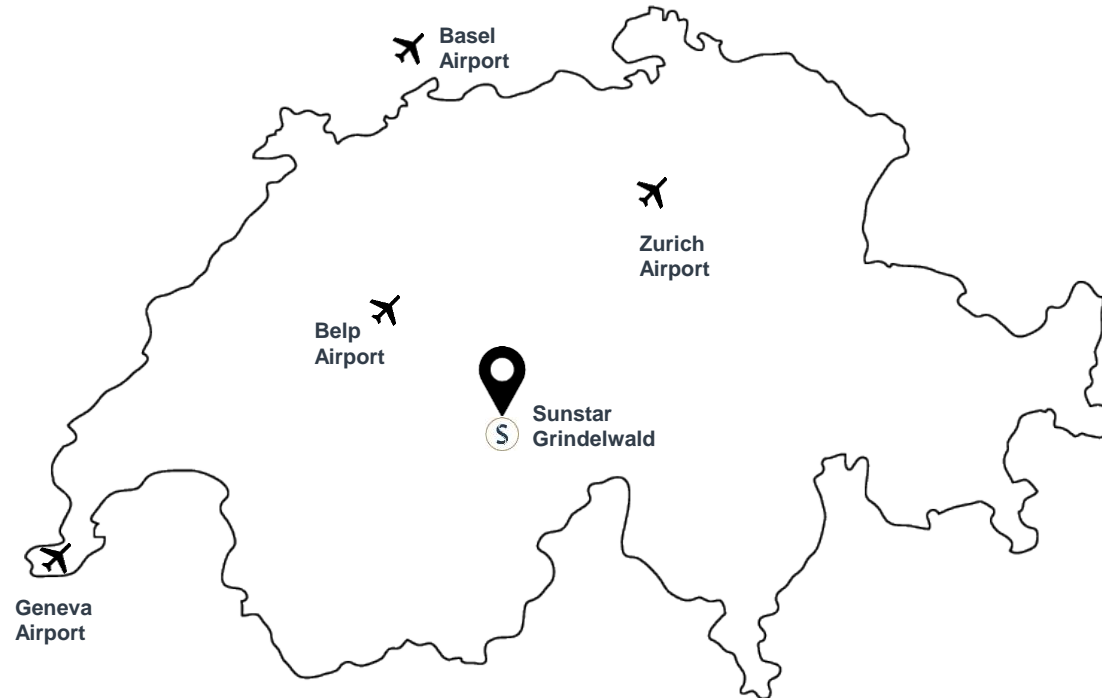 Basel
Airport
Zurich
Airport
Belp
Airport
Sunstar
Grindelwald
S
Geneva
Airport